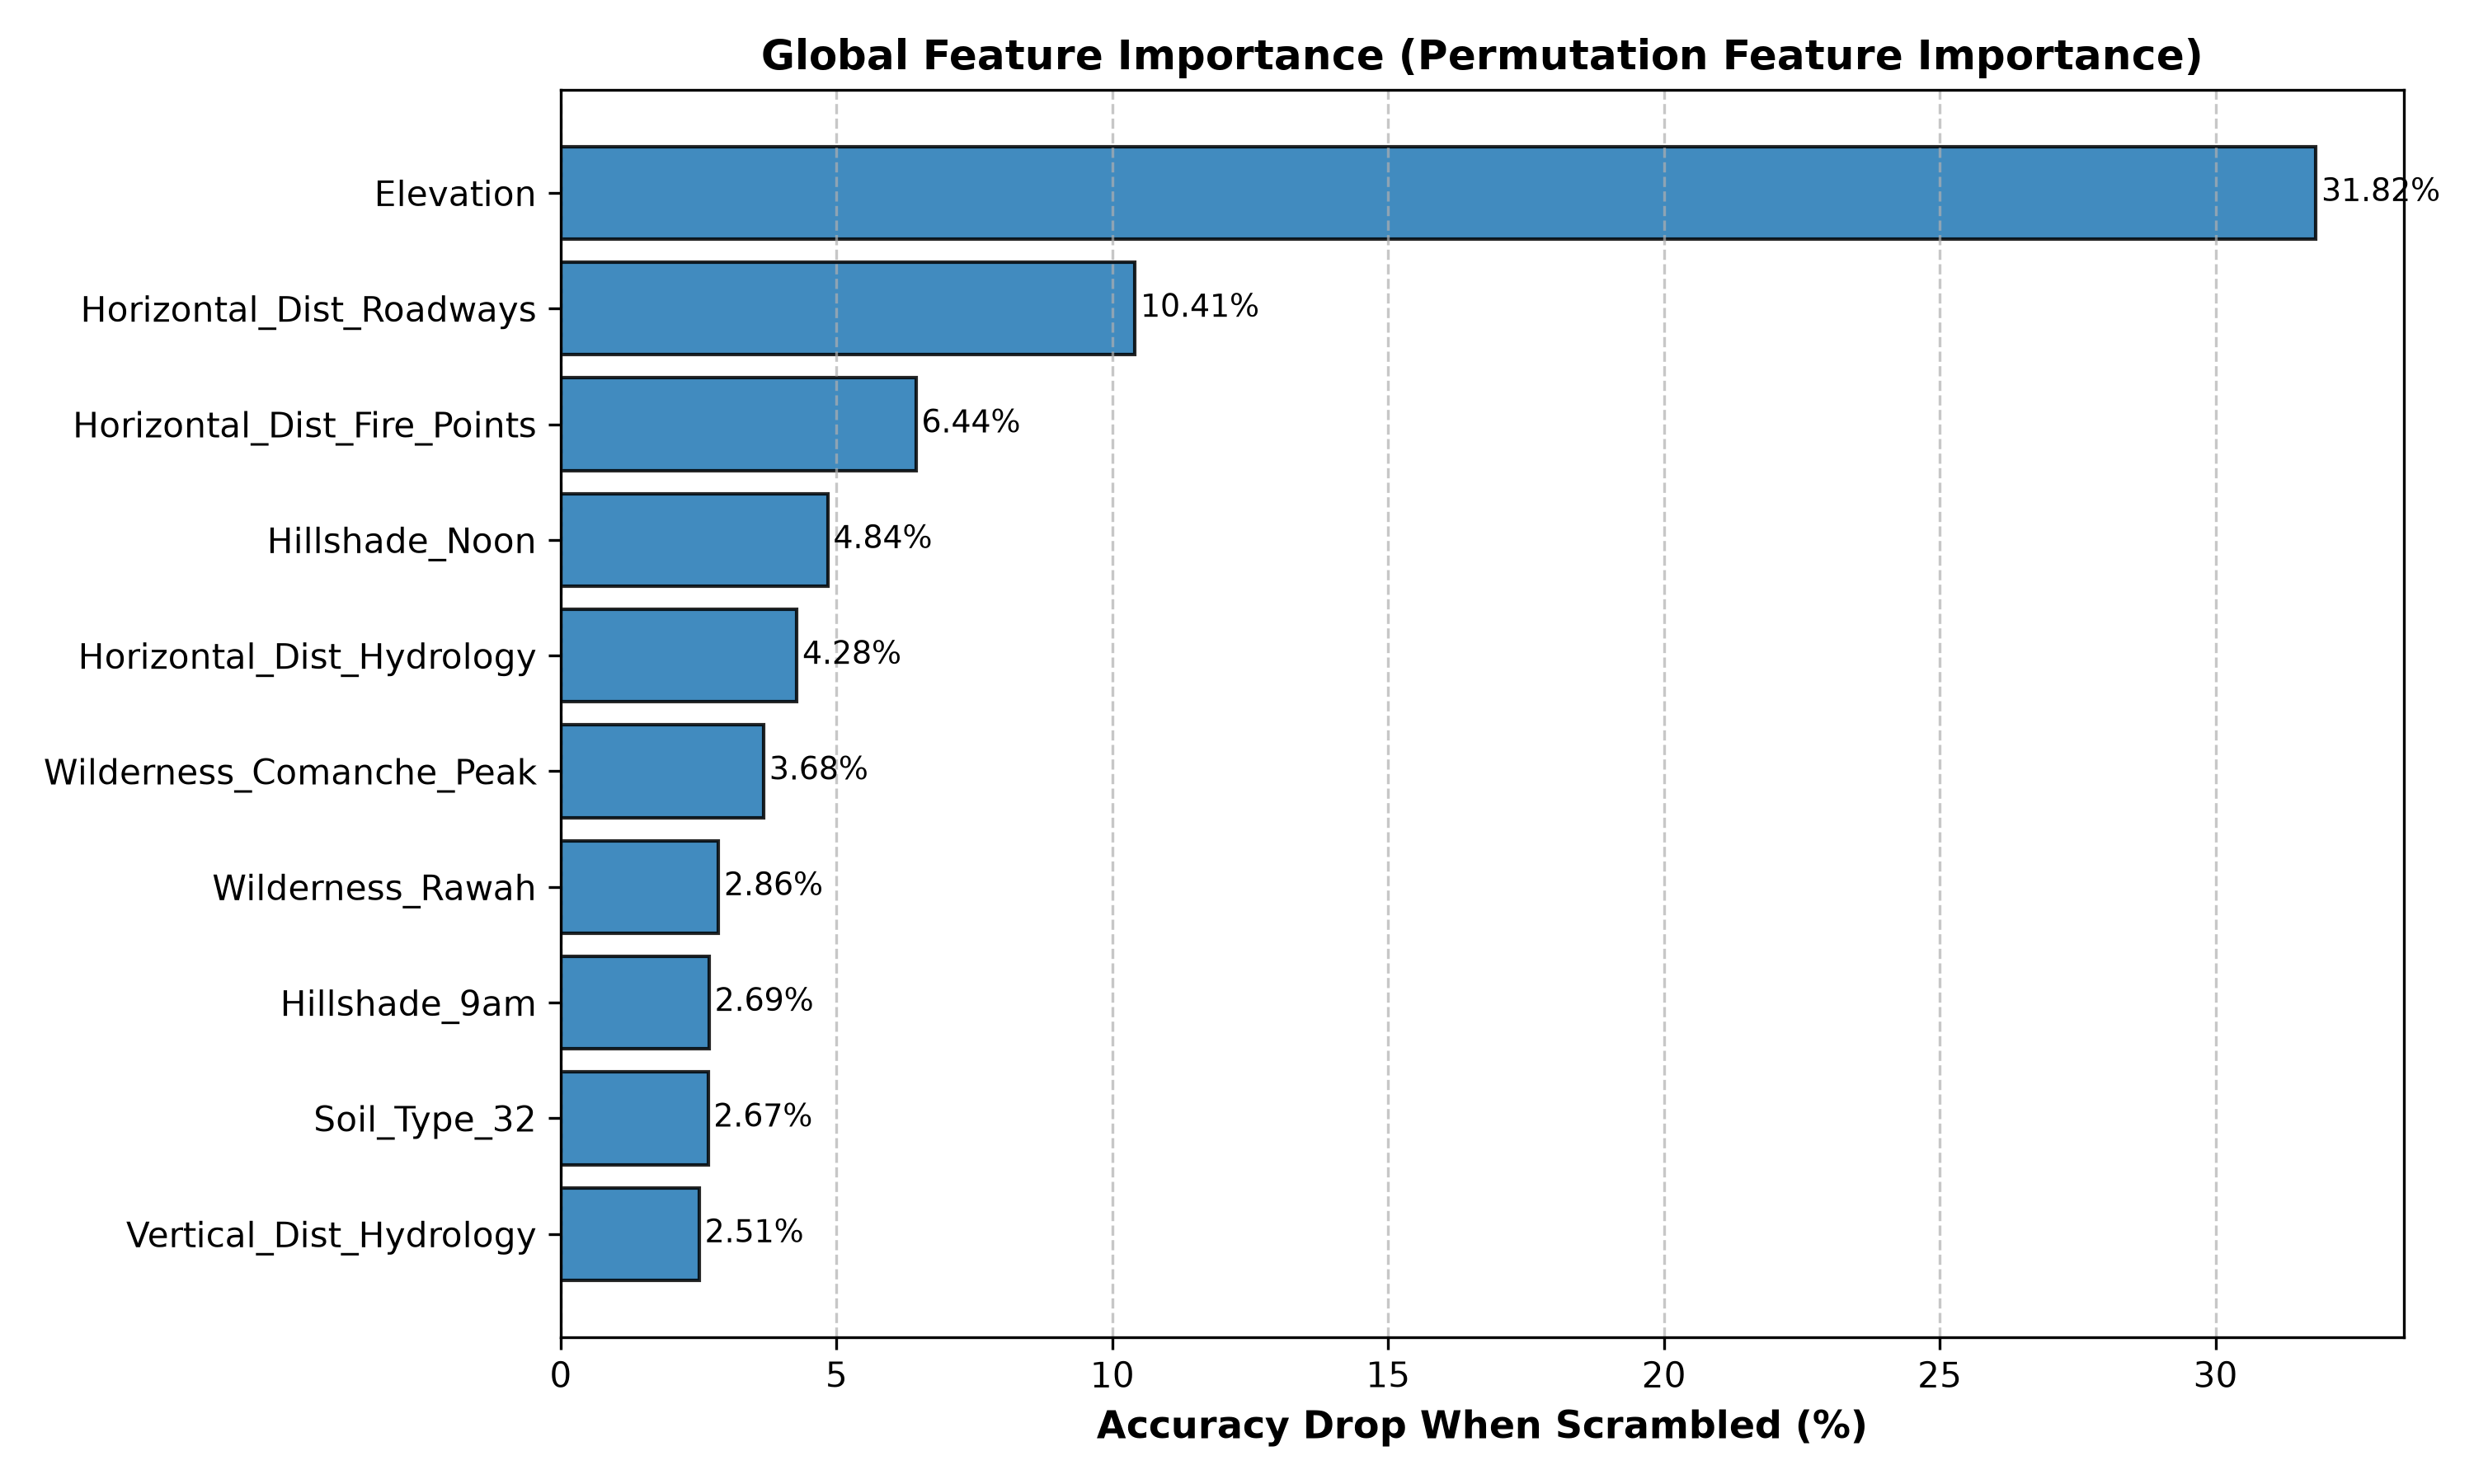 Global Feature Importance (Permutation Feature Importance)
Elevation 31.82%
Horizontal_Dist_Roadways 10.41%
Horizontal_Dist_Fire_Points 6.44%
Hillshade_Noon 4.84%
Horizontal_Dist_Hydrology 4.28%
Wilderness_Comanche_Peak 3.68%
Wilderness_Rawah 2.86%
Hillshade_9am 2.69%
Soil_Type_32 2.67%
Vertical_Dist_Hydrology 2.51%
0 5 10 15 20 25 30
Accuracy Drop When Scrambled (%)